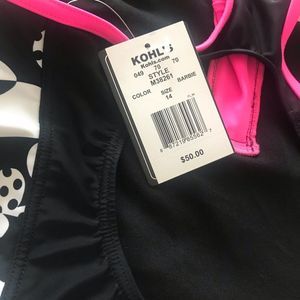 KOHL'S
Kohls.com
049 70 70
STYLE
M38261
COLOR SIZE BARBIE
14
$50.00